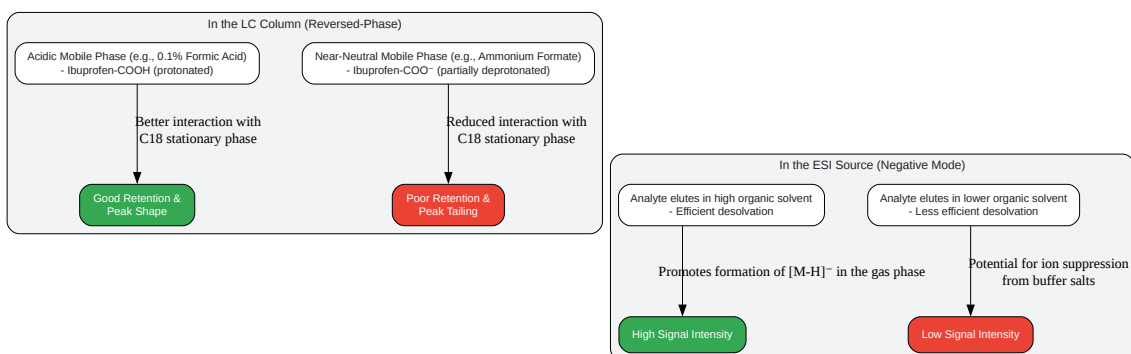 In the LC Column (Reversed-Phase)
Acidic Mobile Phase (e.g., 0.1% Formic Acid)
- Ibuprofen-COOH (protonated)
Near-Neutral Mobile Phase (e.g., Ammonium Formate)
- Ibuprofen-COO⁻ (partially deprotonated)
Better interaction with
C18 stationary phase
Reduced interaction with
C18 stationary phase
Good Retention &
Peak Shape
Poor Retention &
Peak Tailing
In the ESI Source (Negative Mode)
Analyte elutes in high organic solvent
- Efficient desolvation
Analyte elutes in lower organic solvent
- Less efficient desolvation
Promotes formation of [M-H]⁻ in the gas phase
Potential for ion suppression
from buffer salts
High Signal Intensity
Low Signal Intensity